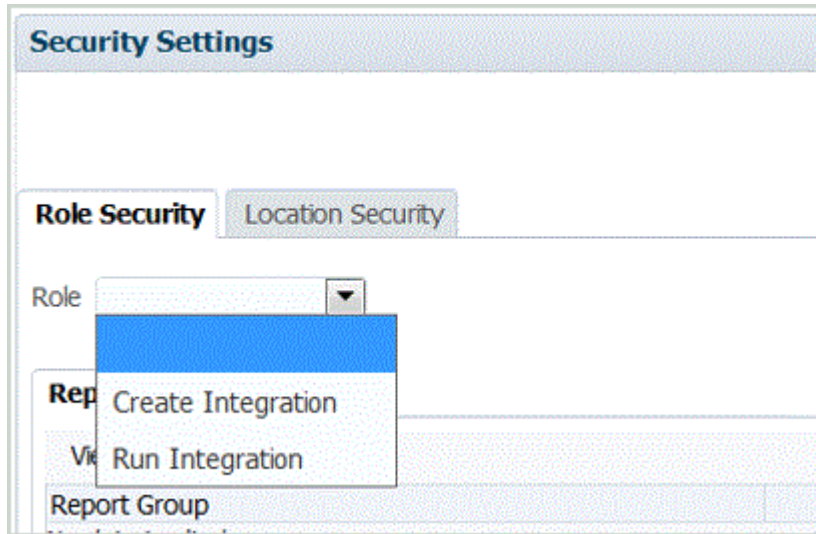 Security Settings
Role Security Location Security
Role
Create Integration
Run Integration
Report Group